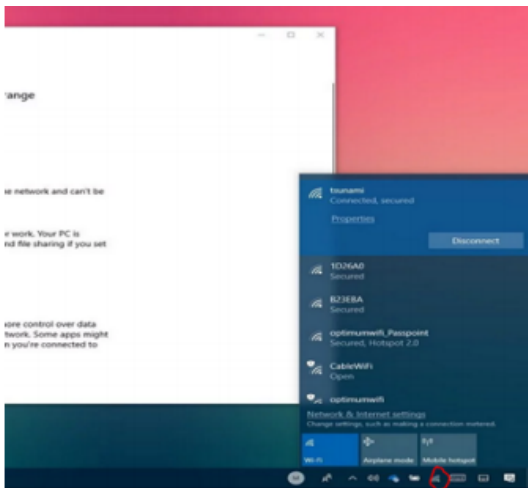 range
e network and can't be
r work. Your PC is
nd file sharing if you set
ore control over data
twork. Some apps might
n you're connected to
tsunami
Connected, secured
Properties
Disconnect
1D26A0
Secured
B23EBA
Secured
optimumwifi_Passpoint
Secured, Hotspot 2.0
CableWiFi
Open
optimumwifi
Network & Internet settings
Change settings, such as making a connection metered.
Wi-Fi
Airplane mode
Mobile hotspot